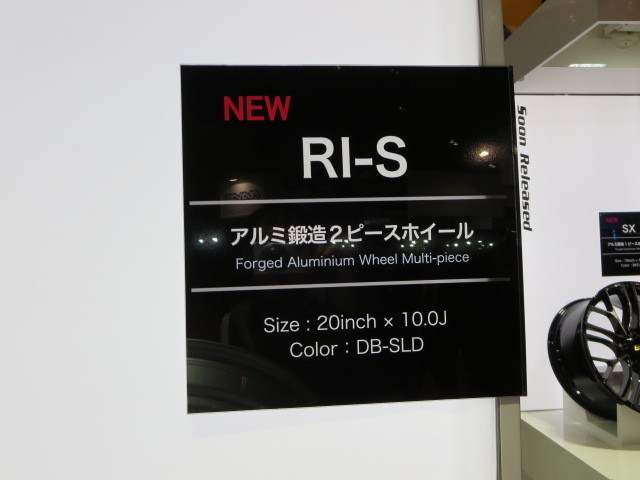 NEW
RI-S
アルミ鍛造2ピースホイール
Forged Aluminium Wheel Multi-piece
Size : 20inch × 10.0J
Color : DB-SLD
Soon Released
SX